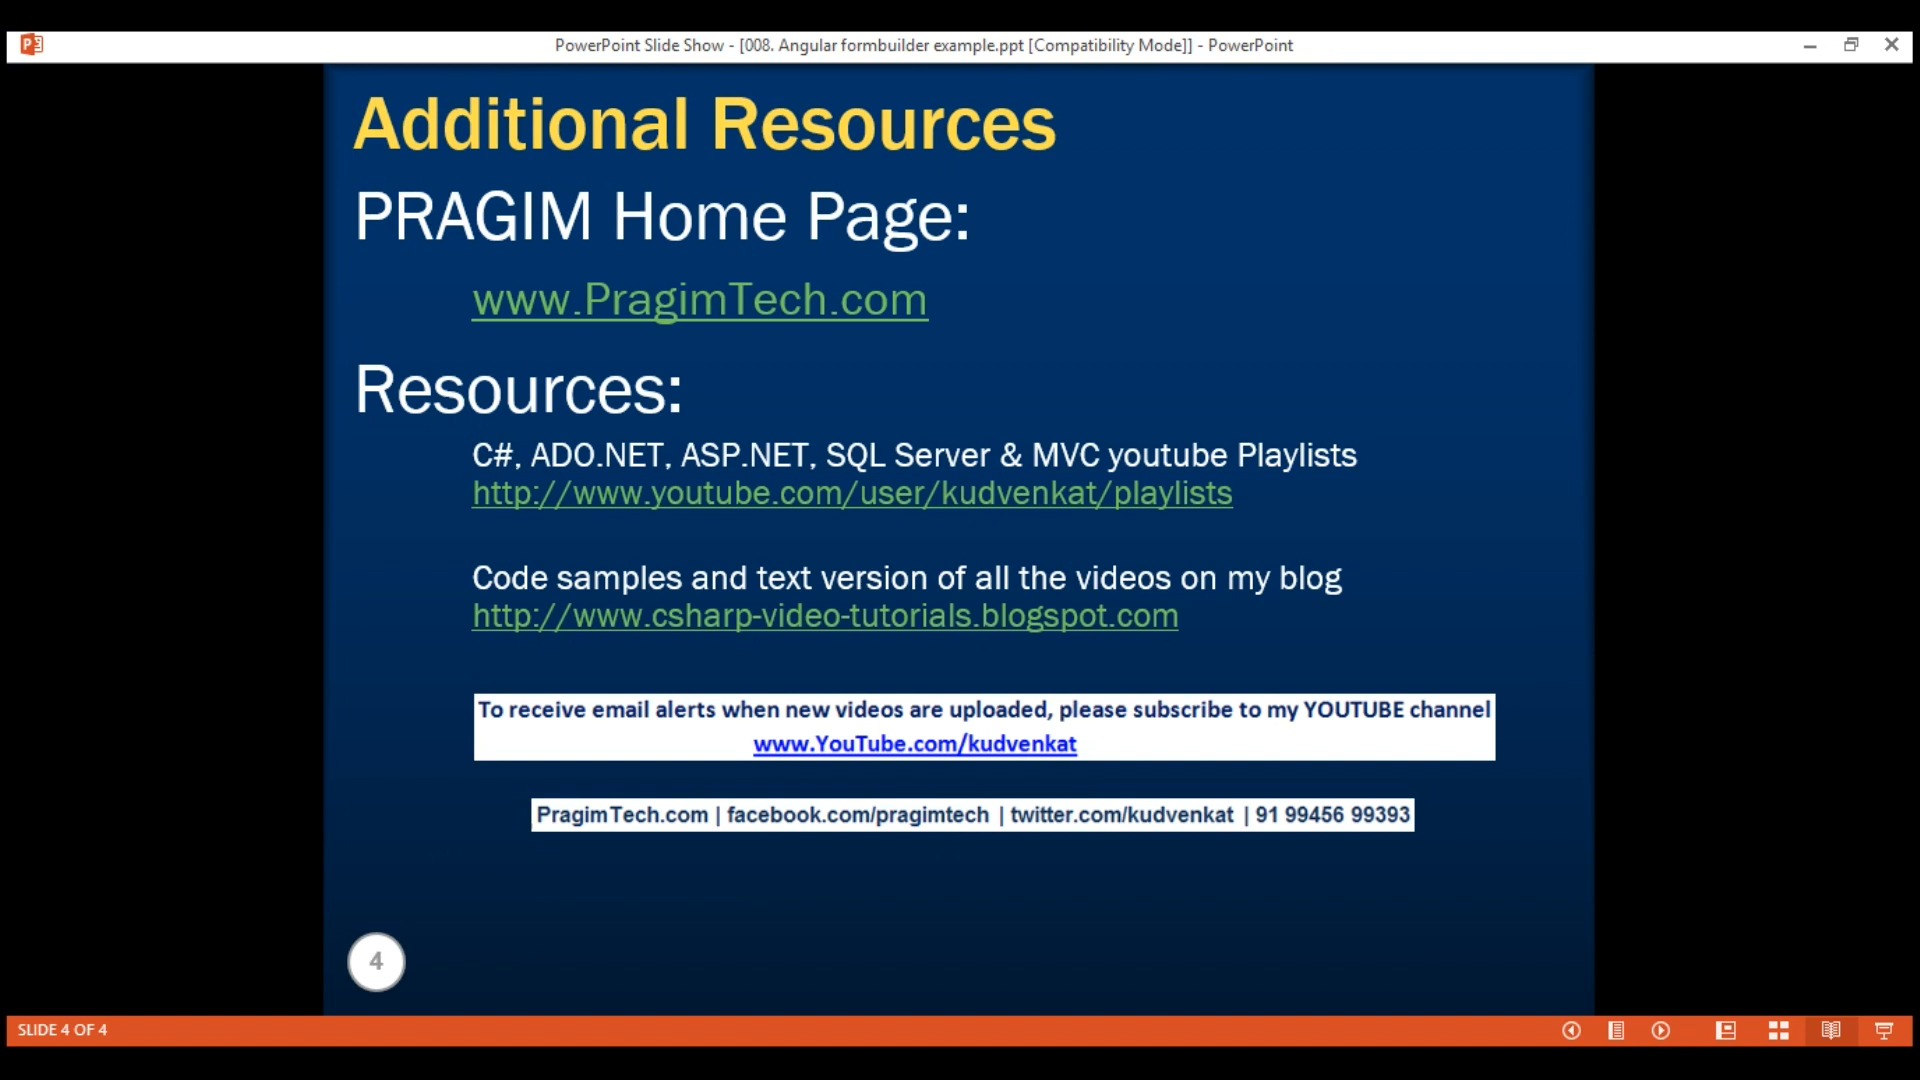 PowerPoint Slide Show - [008. Angular formbuilder example.ppt [Compatibility Mode]] - PowerPoint
Additional Resources
PRAGIM Home Page:
www.PragimTech.com
Resources:
C#, ADO.NET, ASP.NET, SQL Server & MVC youtube Playlists
http://www.youtube.com/user/kudvenkat/playlists
Code samples and text version of all the videos on my blog
http://www.csharp-video-tutorials.blogspot.com
To receive email alerts when new videos are uploaded, please subscribe to my YOUTUBE channel
www.YouTube.com/kudvenkat
PragimTech.com | facebook.com/pragimtech | twitter.com/kudvenkat | 91 99456 99393
4
SLIDE 4 OF 4